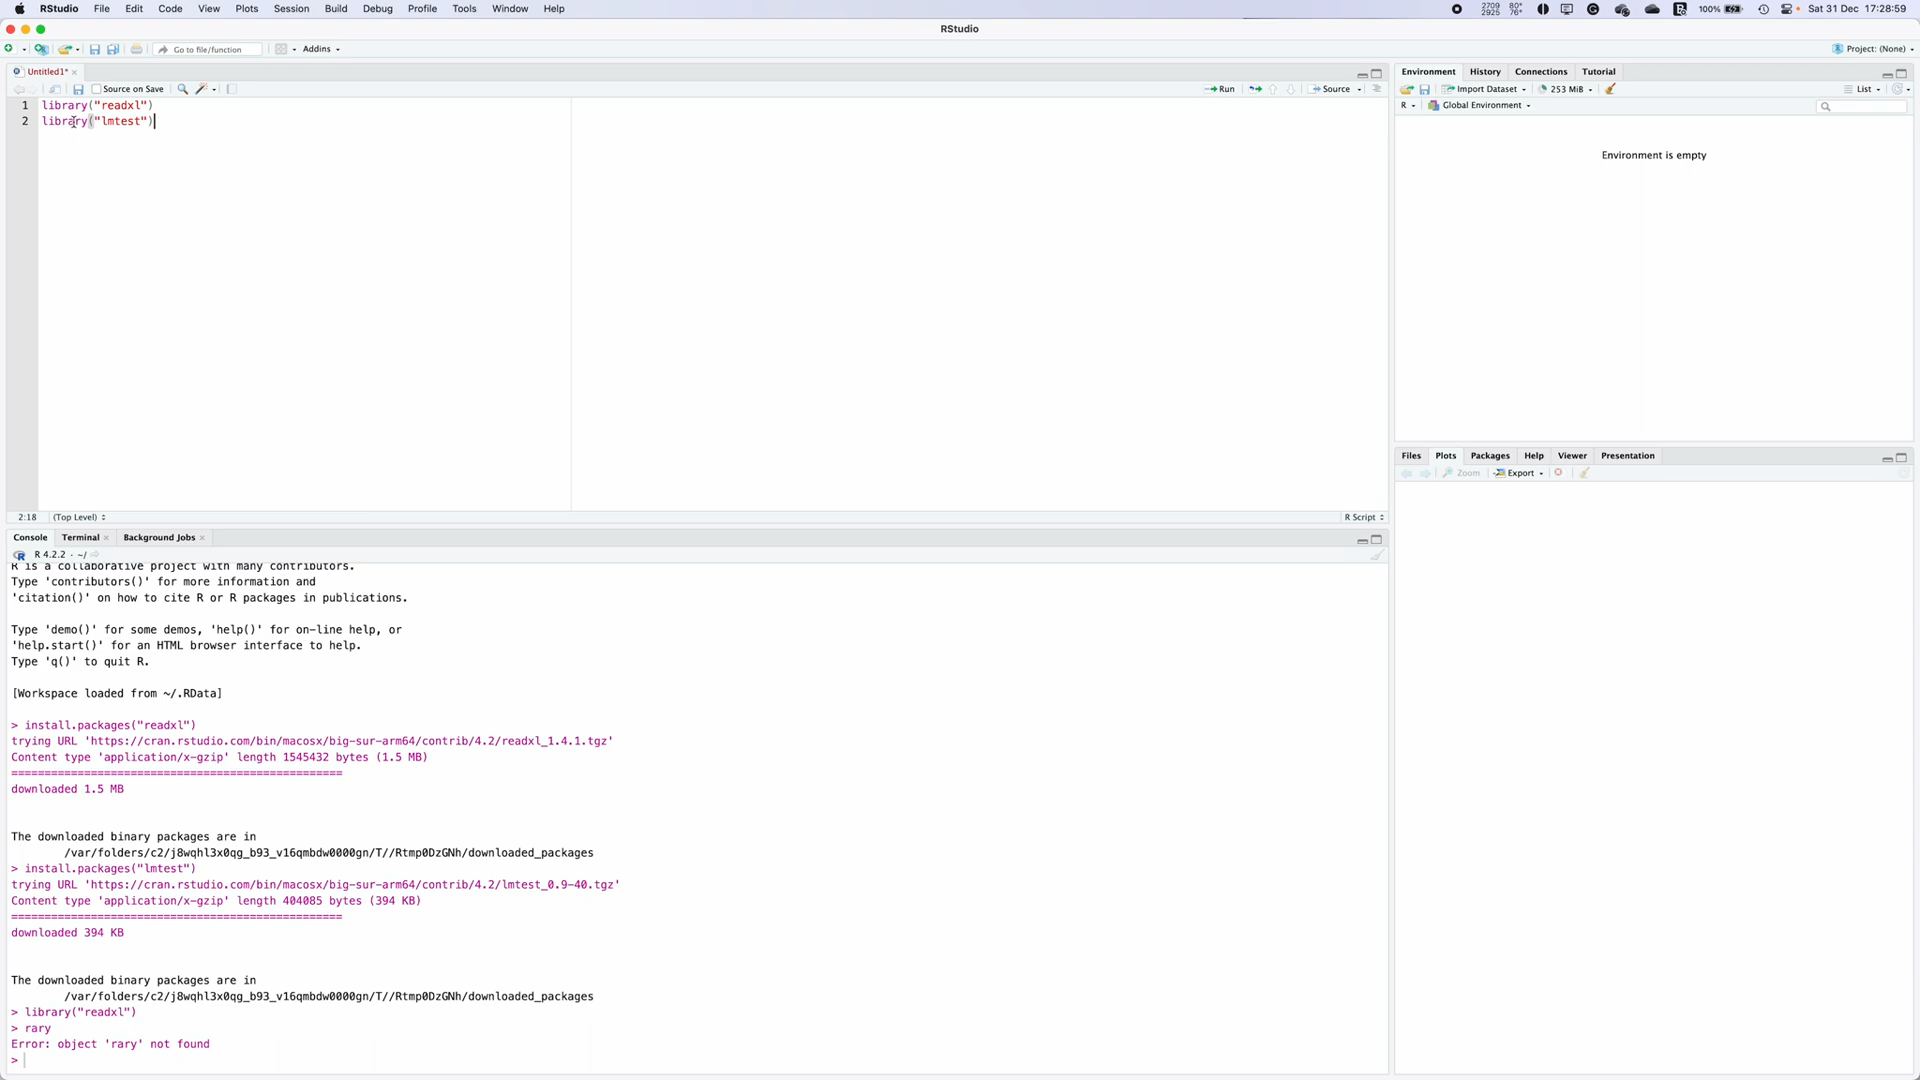 RStudio File Edit Code View Plots Session Build Debug Profile Tools Window Help 2709 2925 80° 76° 100% Sat 31 Dec 17:28:59
RStudio
Go to file/function Addins Project: (None)
Untitled1*
Source on Save Run Source
1 library("readxl")
2 library("lmtest")
2:18 (Top Level) R Script
Console Terminal Background Jobs
R 4.2.2 · ~/
R is a collaborative project with many contributors.
Type 'contributors()' for more information and
'citation()' on how to cite R or R packages in publications.
Type 'demo()' for some demos, 'help()' for on-line help, or
'help.start()' for an HTML browser interface to help.
Type 'q()' to quit R.
[Workspace loaded from ~/.RData]
> install.packages("readxl")
trying URL 'https://cran.rstudio.com/bin/macosx/big-sur-arm64/contrib/4.2/readxl_1.4.1.tgz'
Content type 'application/x-gzip' length 1545432 bytes (1.5 MB)
==================================================
downloaded 1.5 MB
The downloaded binary packages are in
/var/folders/c2/j8wqhl3x0qg_b93_v16qmbdw0000gn/T//Rtmp0DzGNh/downloaded_packages
> install.packages("lmtest")
trying URL 'https://cran.rstudio.com/bin/macosx/big-sur-arm64/contrib/4.2/lmtest_0.9-40.tgz'
Content type 'application/x-gzip' length 404085 bytes (394 KB)
==================================================
downloaded 394 KB
The downloaded binary packages are in
/var/folders/c2/j8wqhl3x0qg_b93_v16qmbdw0000gn/T//Rtmp0DzGNh/downloaded_packages
> library("readxl")
> rary
Error: object 'rary' not found
>
Environment History Connections Tutorial
Import Dataset 253 MiB List
R Global Environment
Environment is empty
Files Plots Packages Help Viewer Presentation
Zoom Export